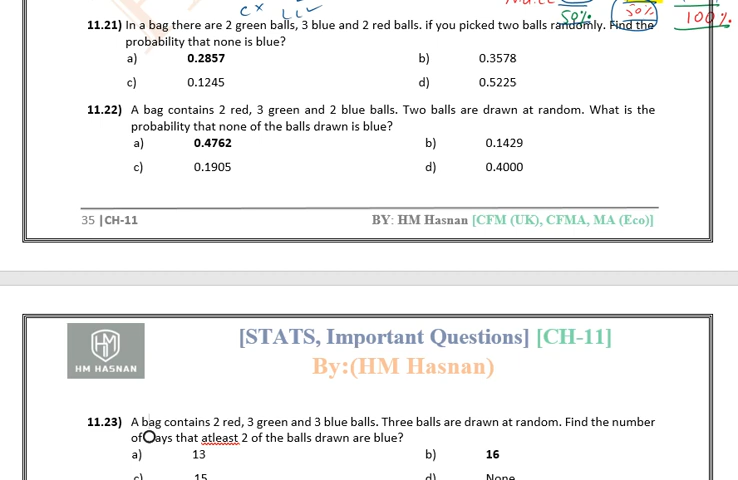 cx Li✓
50% 50% 100%
11.21) In a bag there are 2 green balls, 3 blue and 2 red balls. if you picked two balls randomly. Find the
probability that none is blue?
a) 0.2857 b) 0.3578
c) 0.1245 d) 0.5225
11.22) A bag contains 2 red, 3 green and 2 blue balls. Two balls are drawn at random. What is the
probability that none of the balls drawn is blue?
a) 0.4762 b) 0.1429
c) 0.1905 d) 0.4000
35 |CH-11 BY: HM Hasnan [CFM (UK), CFMA, MA (Eco)]
HM HASNAN
[STATS, Important Questions] [CH-11]
By:(HM Hasnan)
11.23) A bag contains 2 red, 3 green and 3 blue balls. Three balls are drawn at random. Find the number
of ays that atleast 2 of the balls drawn are blue?
a) 13 b) 16
c) 15 d) None